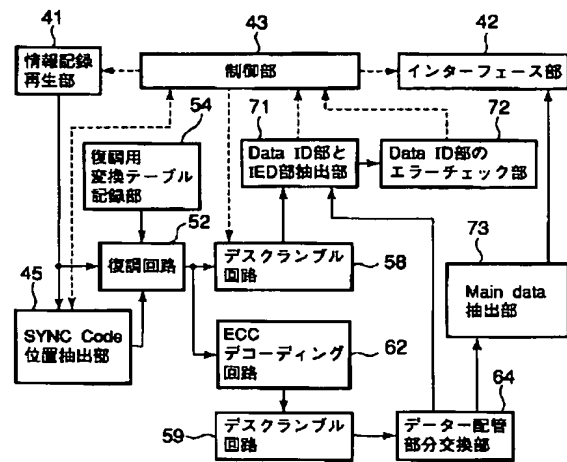 41
情報記録
再生部
43
制御部
42
インターフェース部
54
復調用
変換テーブル
記録部
71
Data ID部と
IED部抽出部
72
Data ID部の
エラーチェック部
52
復調回路
デスクランブル
回路
58
73
Main data
抽出部
45
SYNC Code
位置抽出部
ECC
デコーディング
回路
62
64
59
デスクランブル
回路
データー配管
部分交換部